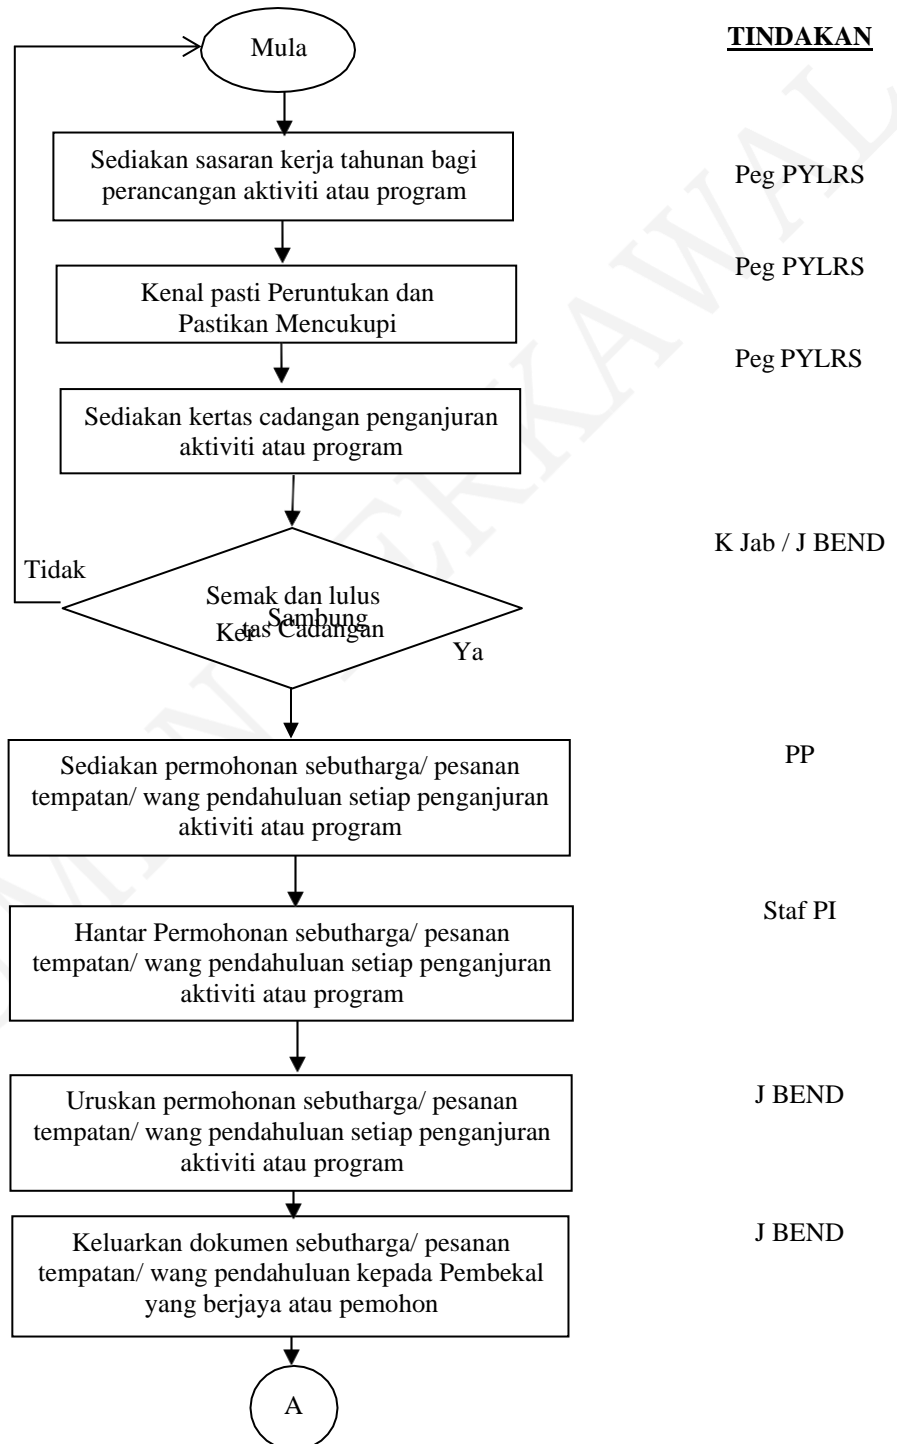 Mula
TINDAKAN
Sediakan sasaran kerja tahunan bagi
perancangan aktiviti atau program
Peg PYLRS
Kenal pasti Peruntukan dan
Pastikan Mencukupi
Peg PYLRS
Sediakan kertas cadangan penganjuran
aktiviti atau program
Peg PYLRS
K Jab / J BEND
Tidak
Semak dan lulus
Sambung
Kertas Cadangan
Ya
Sediakan permohonan sebutharga/ pesanan
tempatan/ wang pendahuluan setiap penganjuran
aktiviti atau program
PP
Hantar Permohonan sebutharga/ pesanan
tempatan/ wang pendahuluan setiap penganjuran
aktiviti atau program
Staf PI
Uruskan permohonan sebutharga/ pesanan
tempatan/ wang pendahuluan setiap penganjuran
aktiviti atau program
J BEND
Keluarkan dokumen sebutharga/ pesanan
tempatan/ wang pendahuluan kepada Pembekal
yang berjaya atau pemohon
J BEND
A